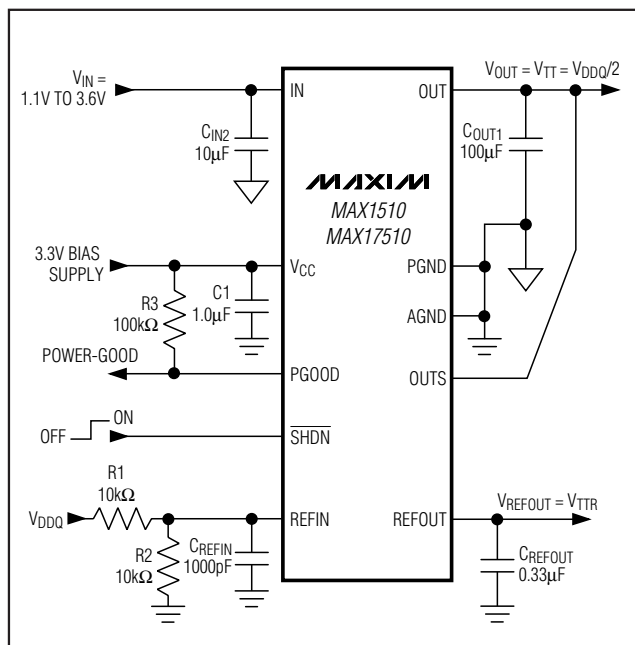 V_IN =
1.1V TO 3.6V
IN
OUT
V_OUT = V_TT = V_DDQ/2
C_IN2
10µF
C_OUT1
100µF
MAXIM
MAX1510
MAX17510
3.3V BIAS
SUPPLY
V_CC
PGND
R3
100kΩ
C1
1.0µF
AGND
POWER-GOOD
PGOOD
OUTS
OFF
ON
SHDN
R1
10kΩ
V_DDQ
REFIN
REFOUT
V_REFOUT = V_TTR
R2
10kΩ
C_REFIN
1000pF
C_REFOUT
0.33µF